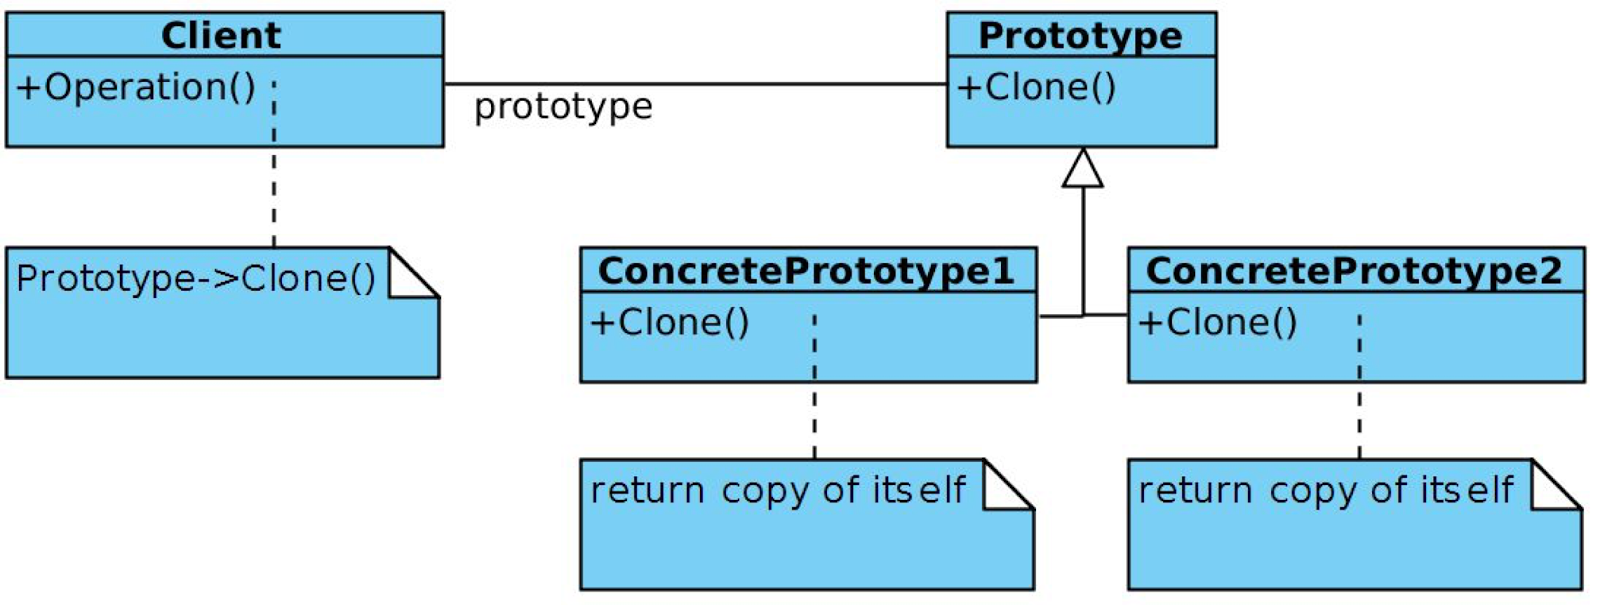 Client
+Operation()
prototype
Prototype
+Clone()
Prototype->Clone()
ConcretePrototype1
+Clone()
ConcretePrototype2
+Clone()
return copy of itself
return copy of itself